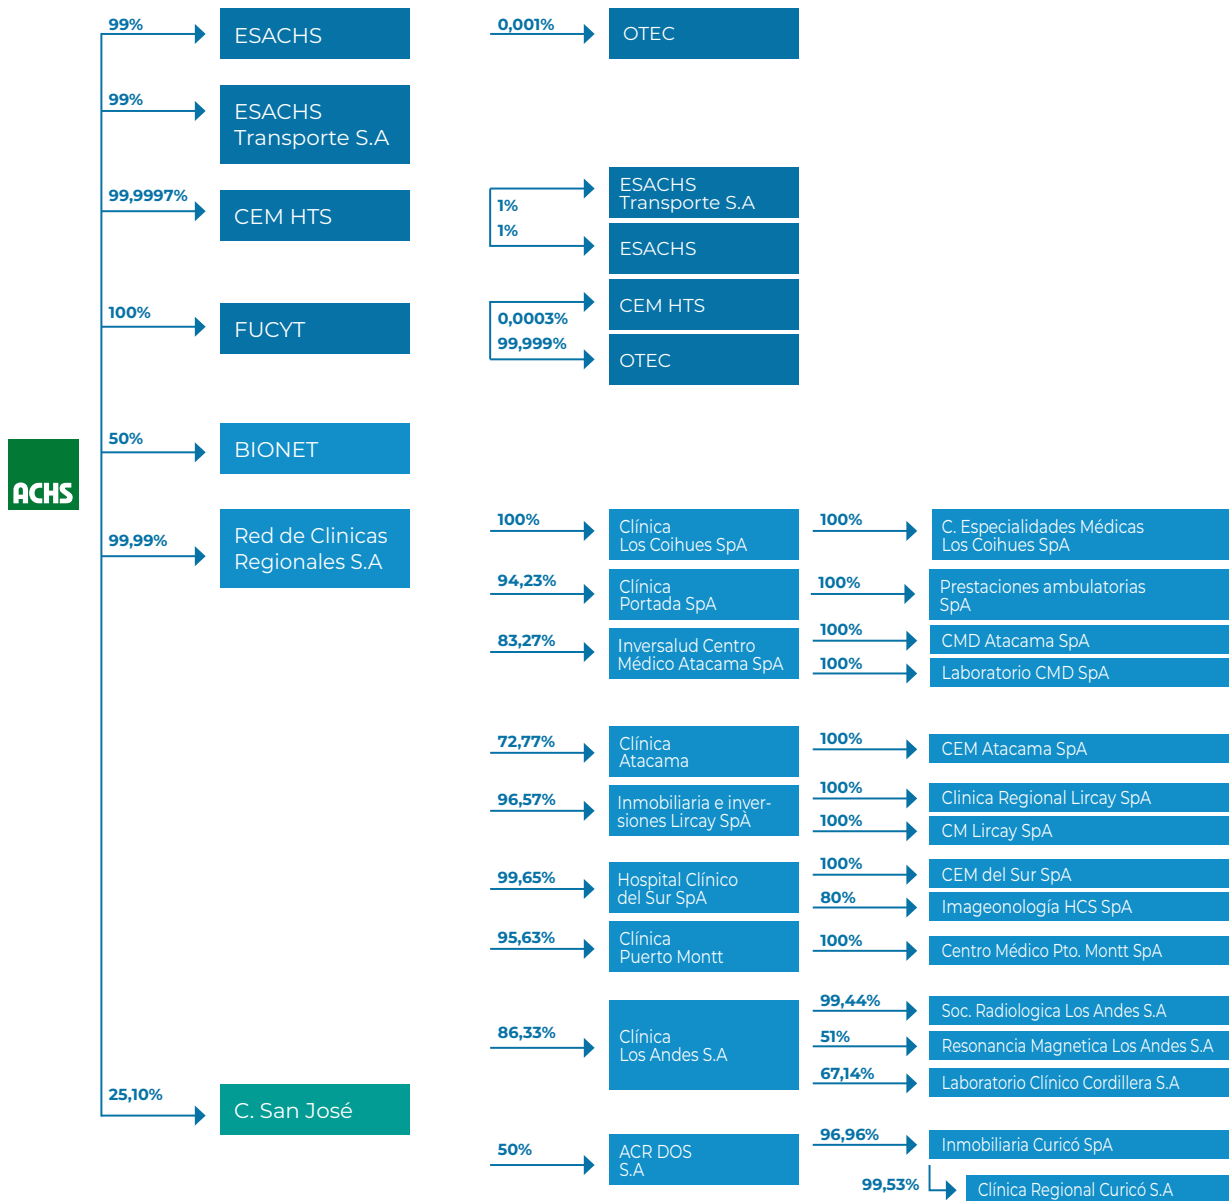 99%
ESACHS
0,001%
OTEC
99%
ESACHS
Transporte S.A
99,9997%
CEM HTS
1%
1%
ESACHS
Transporte S.A
ESACHS
100%
FUCYT
0,0003%
99,999%
CEM HTS
OTEC
ACHS
50%
BIONET
99,99%
Red de Clinicas
Regionales S.A
100%
Clínica
Los Coihues SpA
100%
C. Especialidades Médicas
Los Coihues SpA
94,23%
Clínica
Portada SpA
100%
Prestaciones ambulatorias
SpA
83,27%
Inversalud Centro
Médico Atacama SpA
100%
CMD Atacama SpA
100%
Laboratorio CMD SpA
72,77%
Clínica
Atacama
100%
CEM Atacama SpA
96,57%
Inmobiliaria e inver-
siones Lircay SpA
100%
Clinica Regional Lircay SpA
100%
CM Lircay SpA
99,65%
Hospital Clínico
del Sur SpA
100%
CEM del Sur SpA
80%
Imageonología HCS SpA
95,63%
Clínica
Puerto Montt
100%
Centro Médico Pto. Montt SpA
86,33%
Clínica
Los Andes S.A
99,44%
Soc. Radiologica Los Andes S.A
51%
Resonancia Magnetica Los Andes S.A
67,14%
Laboratorio Clínico Cordillera S.A
25,10%
C. San José
50%
ACR DOS
S.A
96,96%
Inmobiliaria Curicó SpA
99,53%
Clínica Regional Curicó S.A